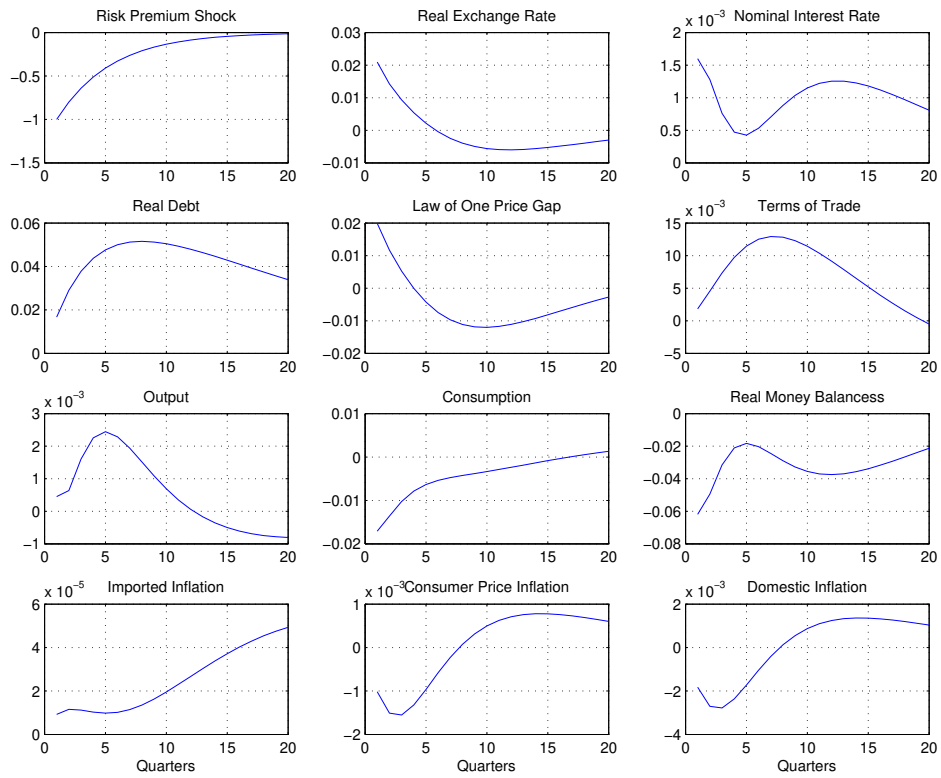 Risk Premium Shock
0
−0.5
−1
−1.5
0 5 10 15 20
Real Exchange Rate
0.03
0.02
0.01
0
−0.01
0 5 10 15 20
x 10−3 Nominal Interest Rate
2
1.5
1
0.5
0
0 5 10 15 20
Real Debt
0.06
0.04
0.02
0
0 5 10 15 20
Law of One Price Gap
0.02
0.01
0
−0.01
−0.02
0 5 10 15 20
x 10−3 Terms of Trade
15
10
5
0
−5
0 5 10 15 20
x 10−3 Output
3
2
1
0
−1
0 5 10 15 20
Consumption
0.01
0
−0.01
−0.02
0 5 10 15 20
Real Money Balancess
0
−0.02
−0.04
−0.06
−0.08
0 5 10 15 20
x 10−5 Imported Inflation
6
4
2
0
0 5 10 15 20
Quarters
x 10−3 Consumer Price Inflation
1
0
−1
−2
0 5 10 15 20
x 10−3 Domestic Inflation
2
0
−2
−4
0 5 10 15 20
Quarters